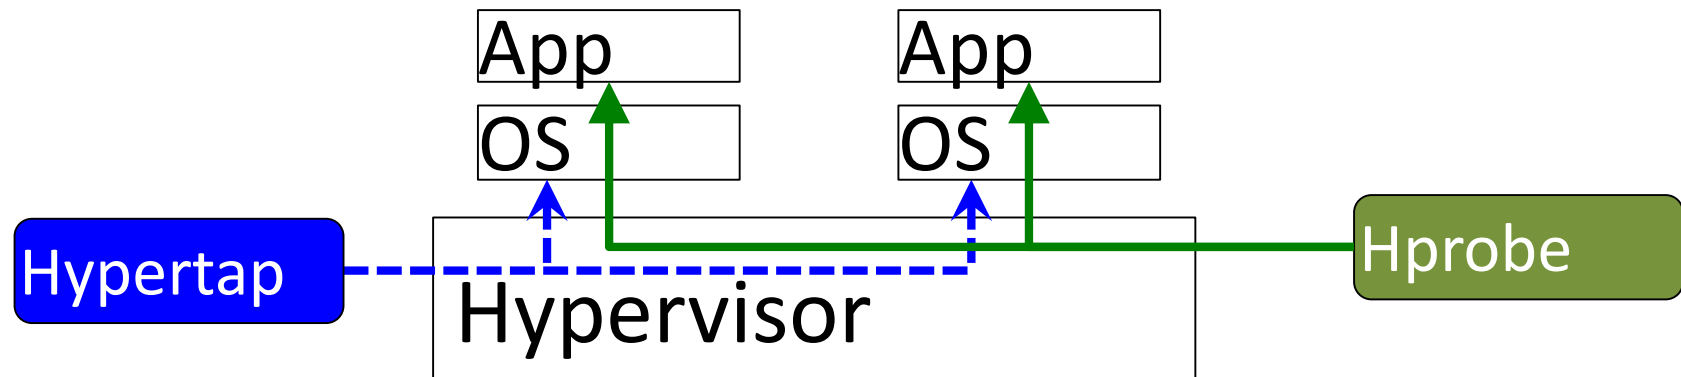 App
App
OS
OS
Hypertap
Hprobe
Hypervisor